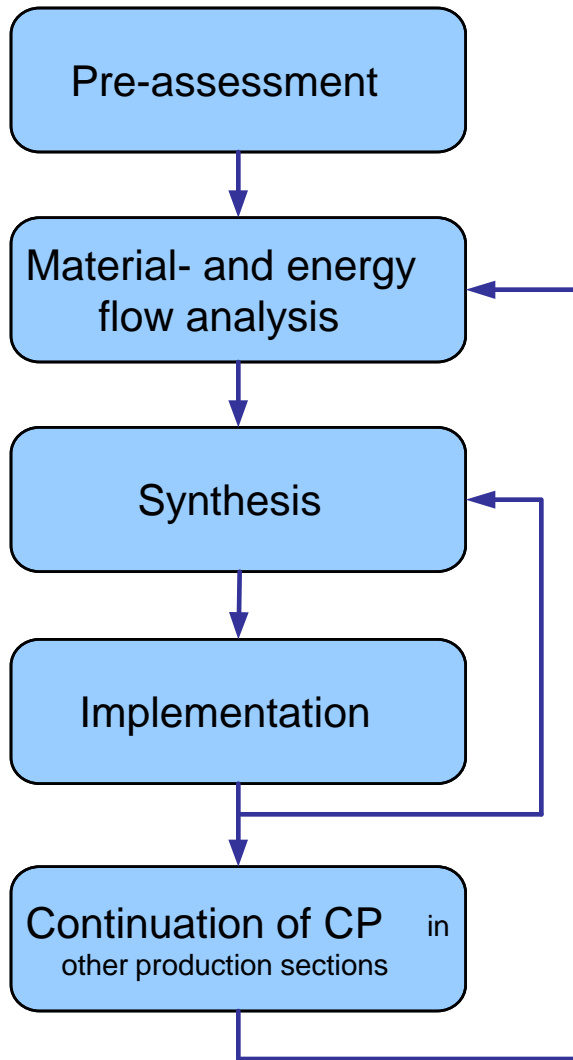 Pre-assessment
Material- and energy
flow analysis
Synthesis
Implementation
Continuation of CP in
other production sections